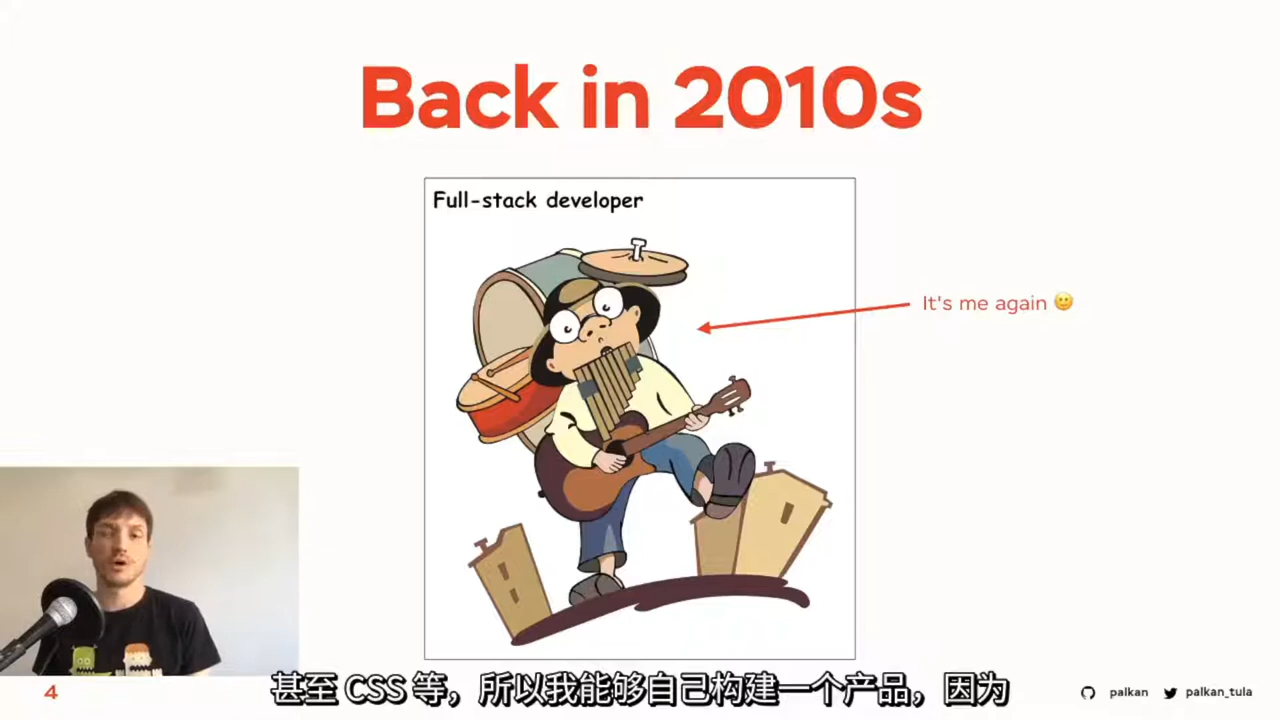 Back in 2010s
Full-stack developer
It's me again 🙂
甚至 CSS 等，所以我能够自己构建一个产品，因为
4
palkan
palkan_tula